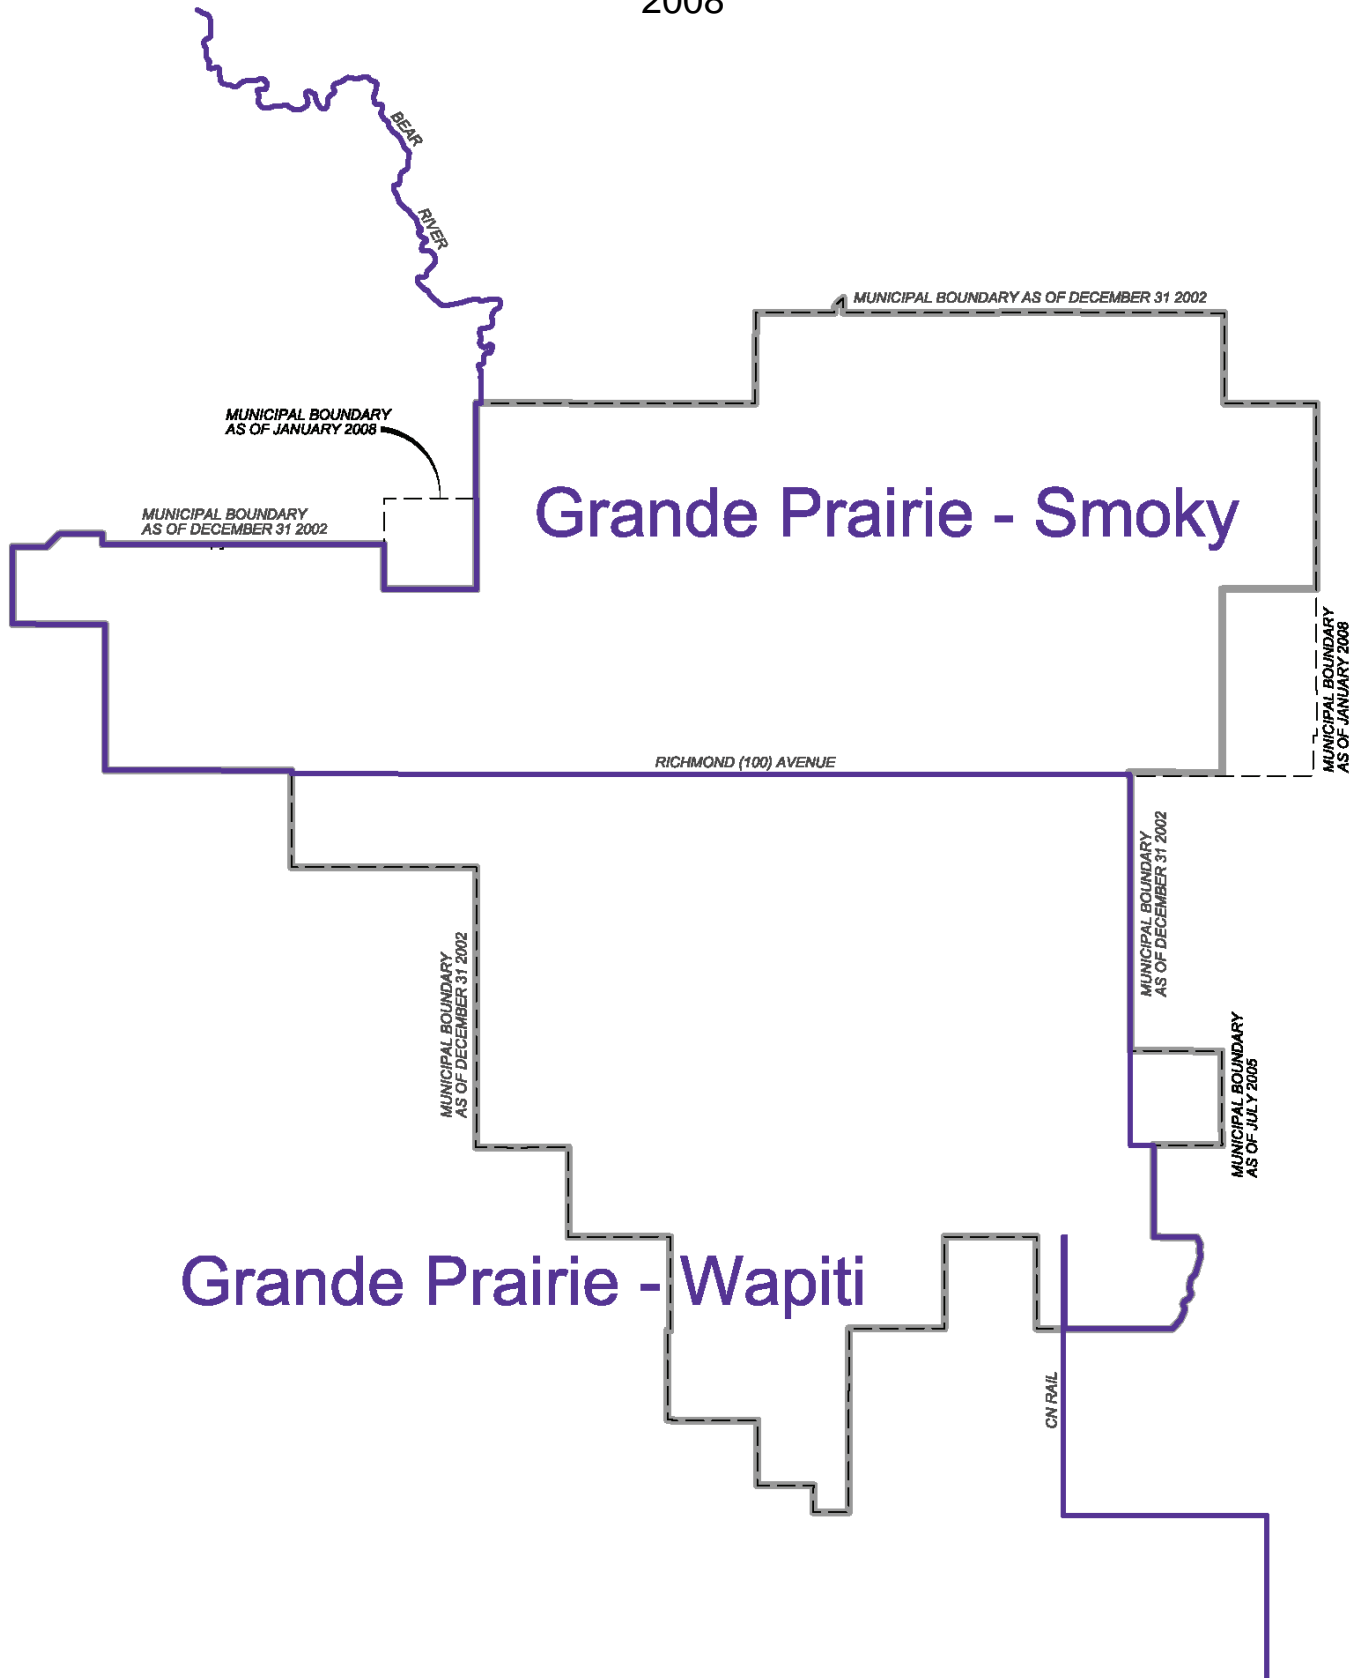 2008
BEAR
RIVER
MUNICIPAL BOUNDARY AS OF DECEMBER 31 2002
MUNICIPAL BOUNDARY
AS OF JANUARY 2008
Grande Prairie - Smoky
MUNICIPAL BOUNDARY
AS OF DECEMBER 31 2002
MUNICIPAL BOUNDARY
AS OF JANUARY 2008
RICHMOND (100) AVENUE
MUNICIPAL BOUNDARY
AS OF DECEMBER 31 2002
MUNICIPAL BOUNDARY
AS OF DECEMBER 31 2002
MUNICIPAL BOUNDARY
AS OF JULY 2005
Grande Prairie - Wapiti
CN RAIL